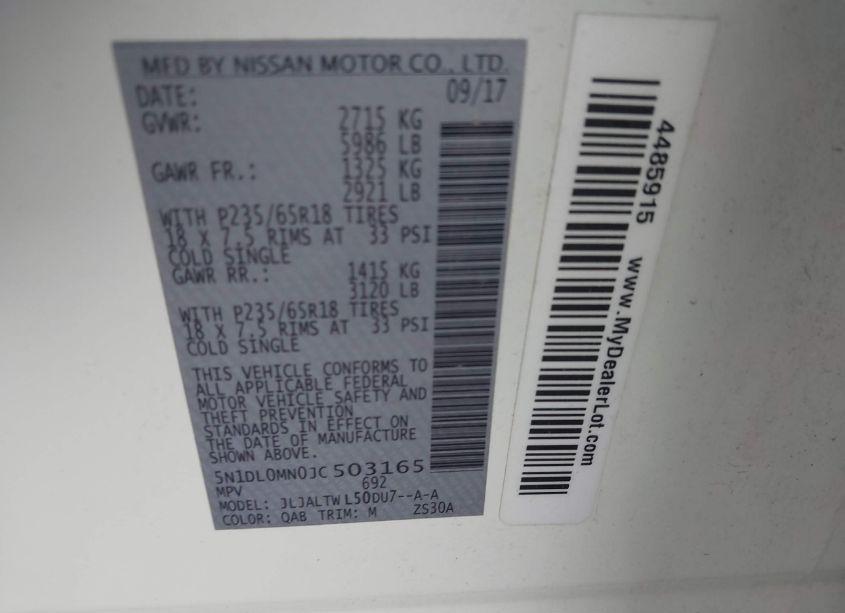 MFD BY NISSAN MOTOR CO., LTD.
DATE: 09/17
GVWR: 2715 KG
5986 LB
GAWR FR.: 1325 KG
2921 LB
WITH P235/65R18 TIRES
18 X 7.5 RIMS AT 33 PSI
COLD SINGLE
GAWR RR.: 1415 KG
3120 LB
WITH P235/65R18 TIRES
18 X 7.5 RIMS AT 33 PSI
COLD SINGLE
THIS VEHICLE CONFORMS TO
ALL APPLICABLE FEDERAL
MOTOR VEHICLE SAFETY AND
THEFT PREVENTION
STANDARDS IN EFFECT ON
THE DATE OF MANUFACTURE
SHOWN ABOVE.
5N1DL0MN0JC503165
MPV 692
MODEL: JLJALTWL50DU7--A-A
COLOR: QAB TRIM: M ZS30A
4485915 www.MyDealerLot.com